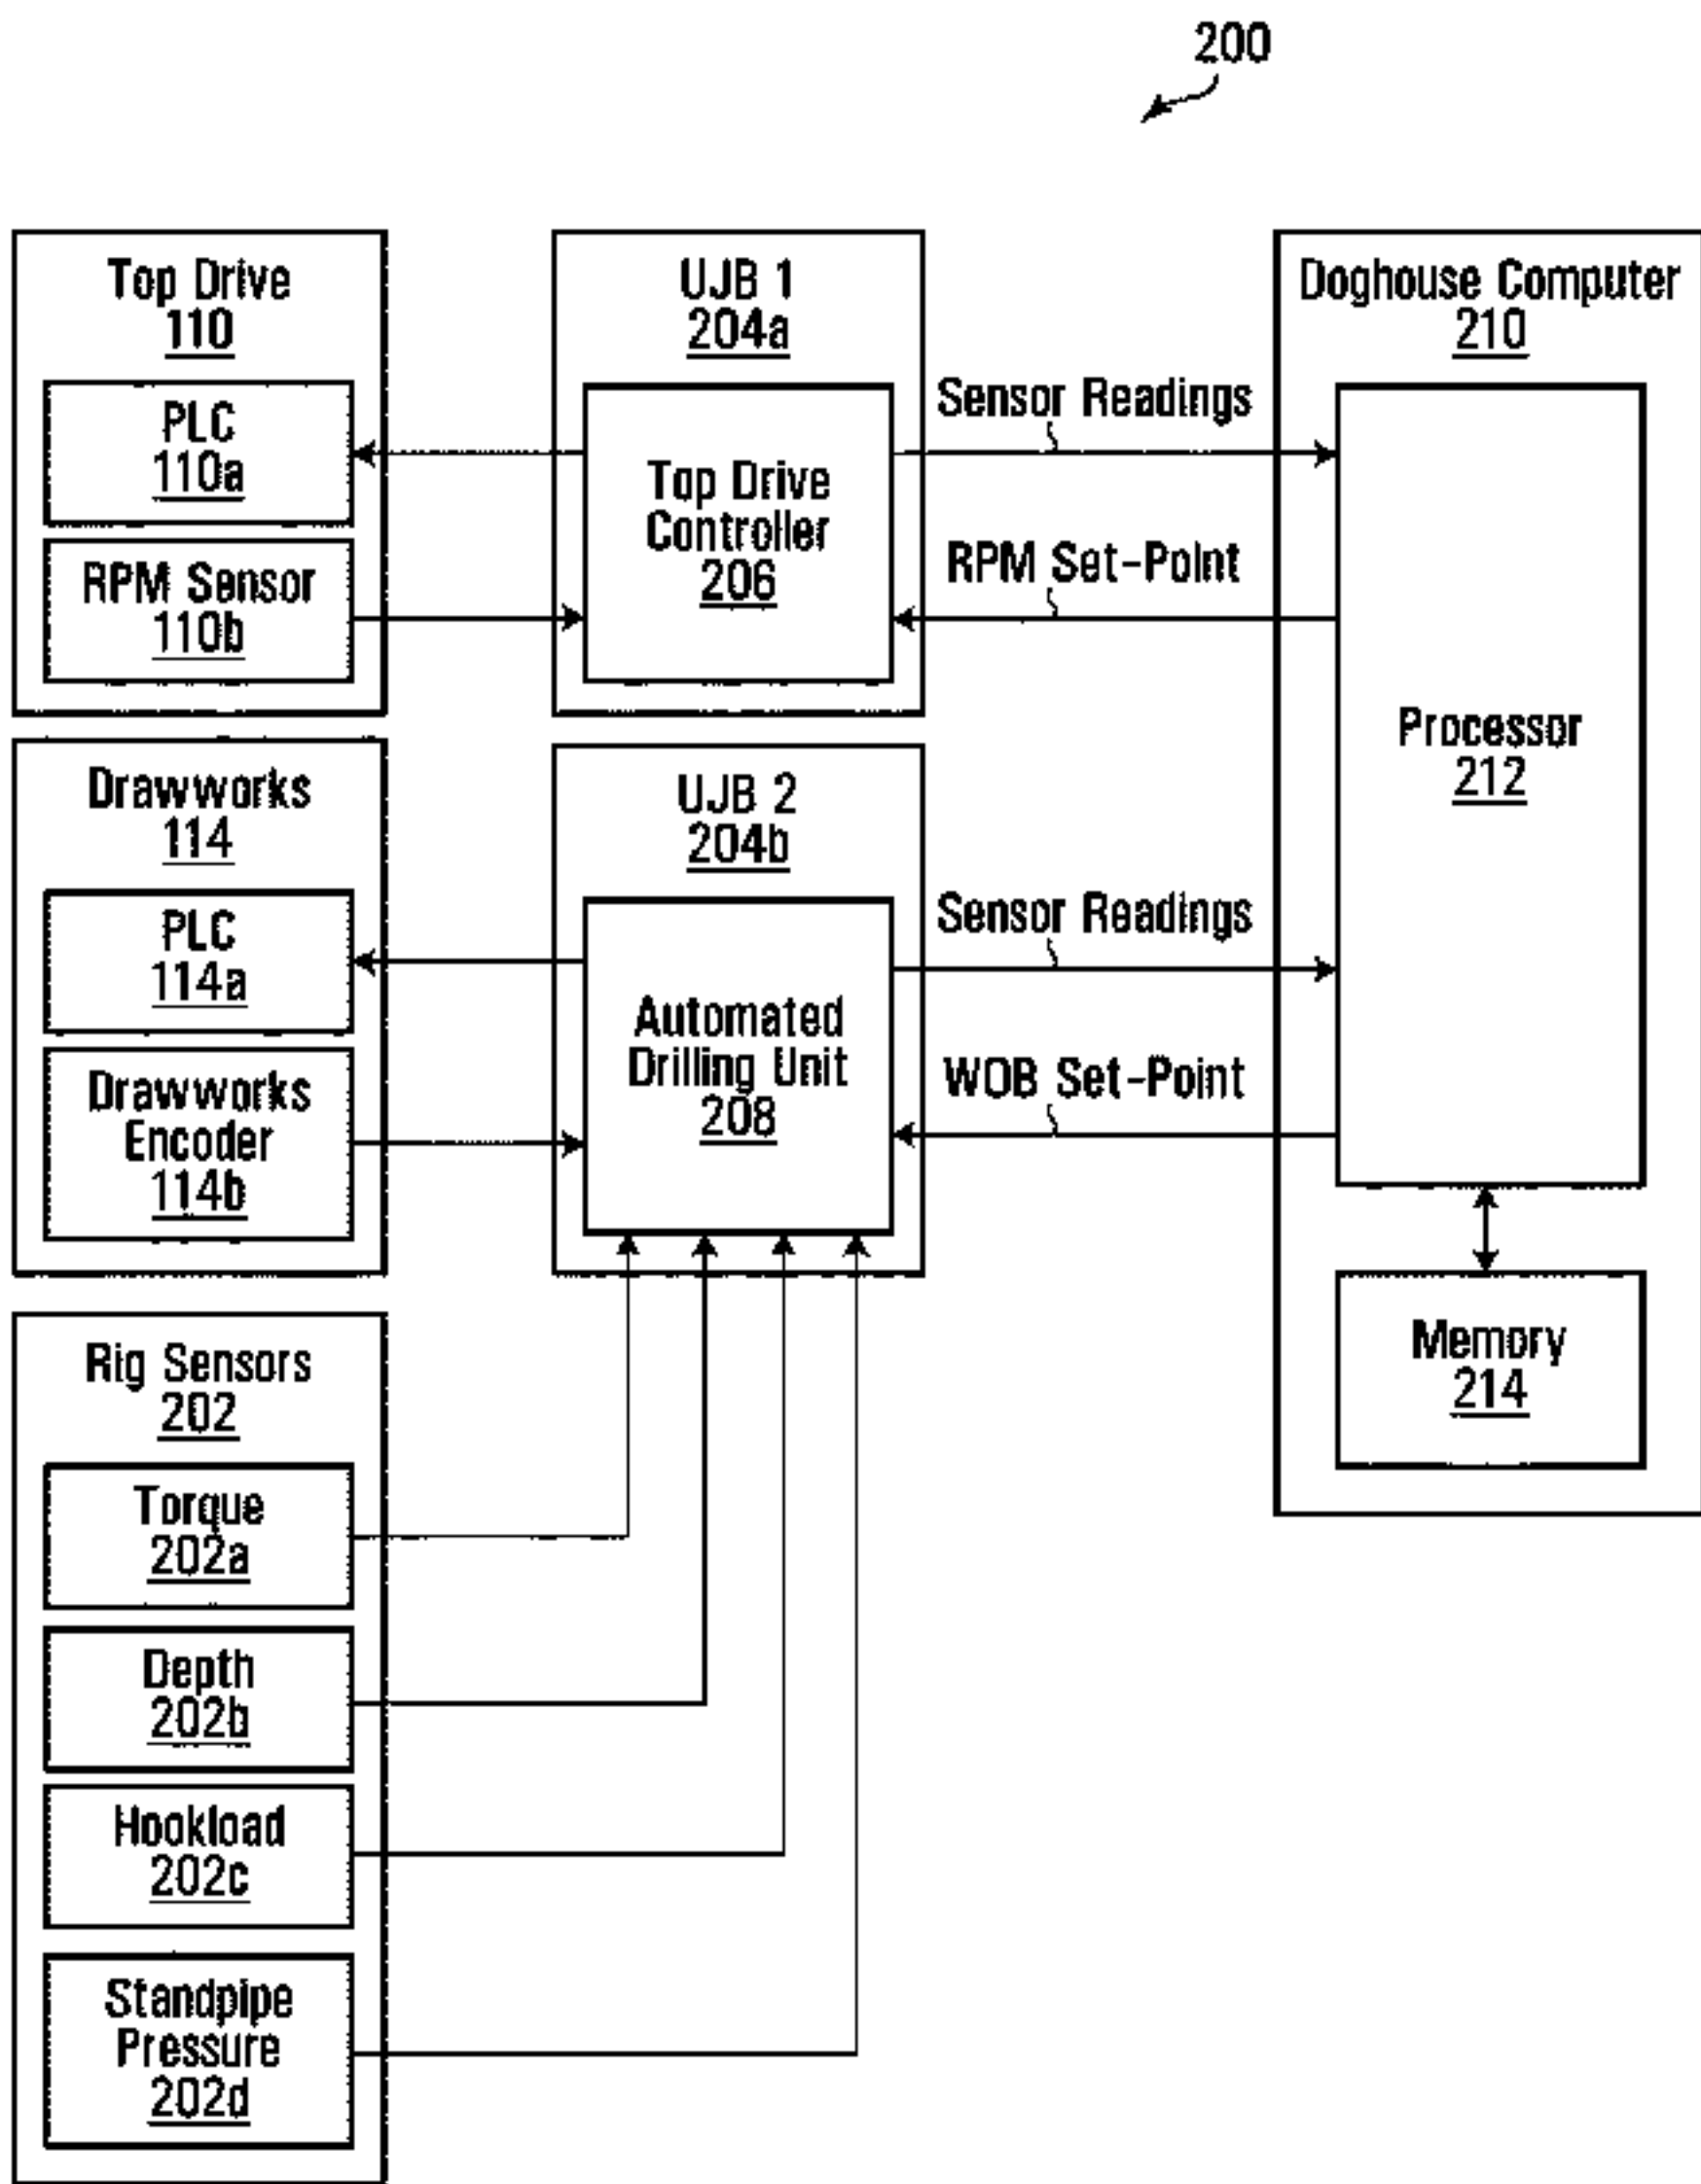 200
Top Drive
110
PLC
110a
RPM Sensor
110b
UJB 1
204a
Top Drive
Controller
206
Sensor Readings
RPM Set-Point
Doghouse Computer
210
Processor
212
Memory
214
Drawworks
114
PLC
114a
Drawworks
Encoder
114b
UJB 2
204b
Automated
Drilling Unit
208
Sensor Readings
WOB Set-Point
Rig Sensors
202
Torque
202a
Depth
202b
Hookload
202c
Standpipe
Pressure
202d